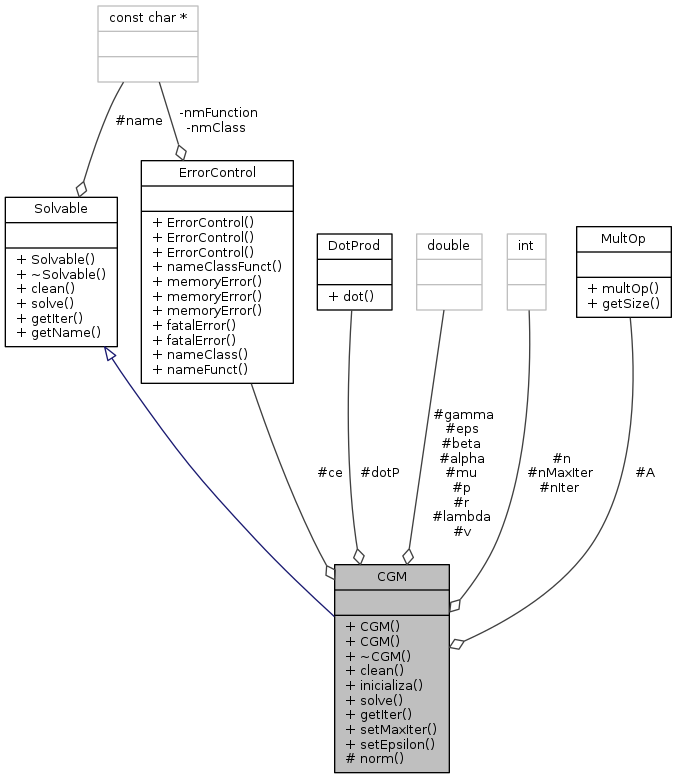 const char *
#name
-nmFunction
-nmClass
ErrorControl
+ ErrorControl()
+ ErrorControl()
+ ErrorControl()
+ nameClassFunct()
+ memoryError()
+ memoryError()
+ memoryError()
+ fatalError()
+ fatalError()
+ nameClass()
+ nameFunct()
Solvable
+ Solvable()
+ ~Solvable()
+ clean()
+ solve()
+ getIter()
+ getName()
DotProd
+ dot()
double
int
MultOp
+ multOp()
+ getSize()
#ce
#dotP
#gamma
#eps
#beta
#alpha
#mu
#p
#r
#lambda
#v
#n
#nMaxIter
#nIter
#A
CGM
+ CGM()
+ CGM()
+ ~CGM()
+ clean()
+ inicializa()
+ solve()
+ getIter()
+ setMaxIter()
+ setEpsilon()
# norm()